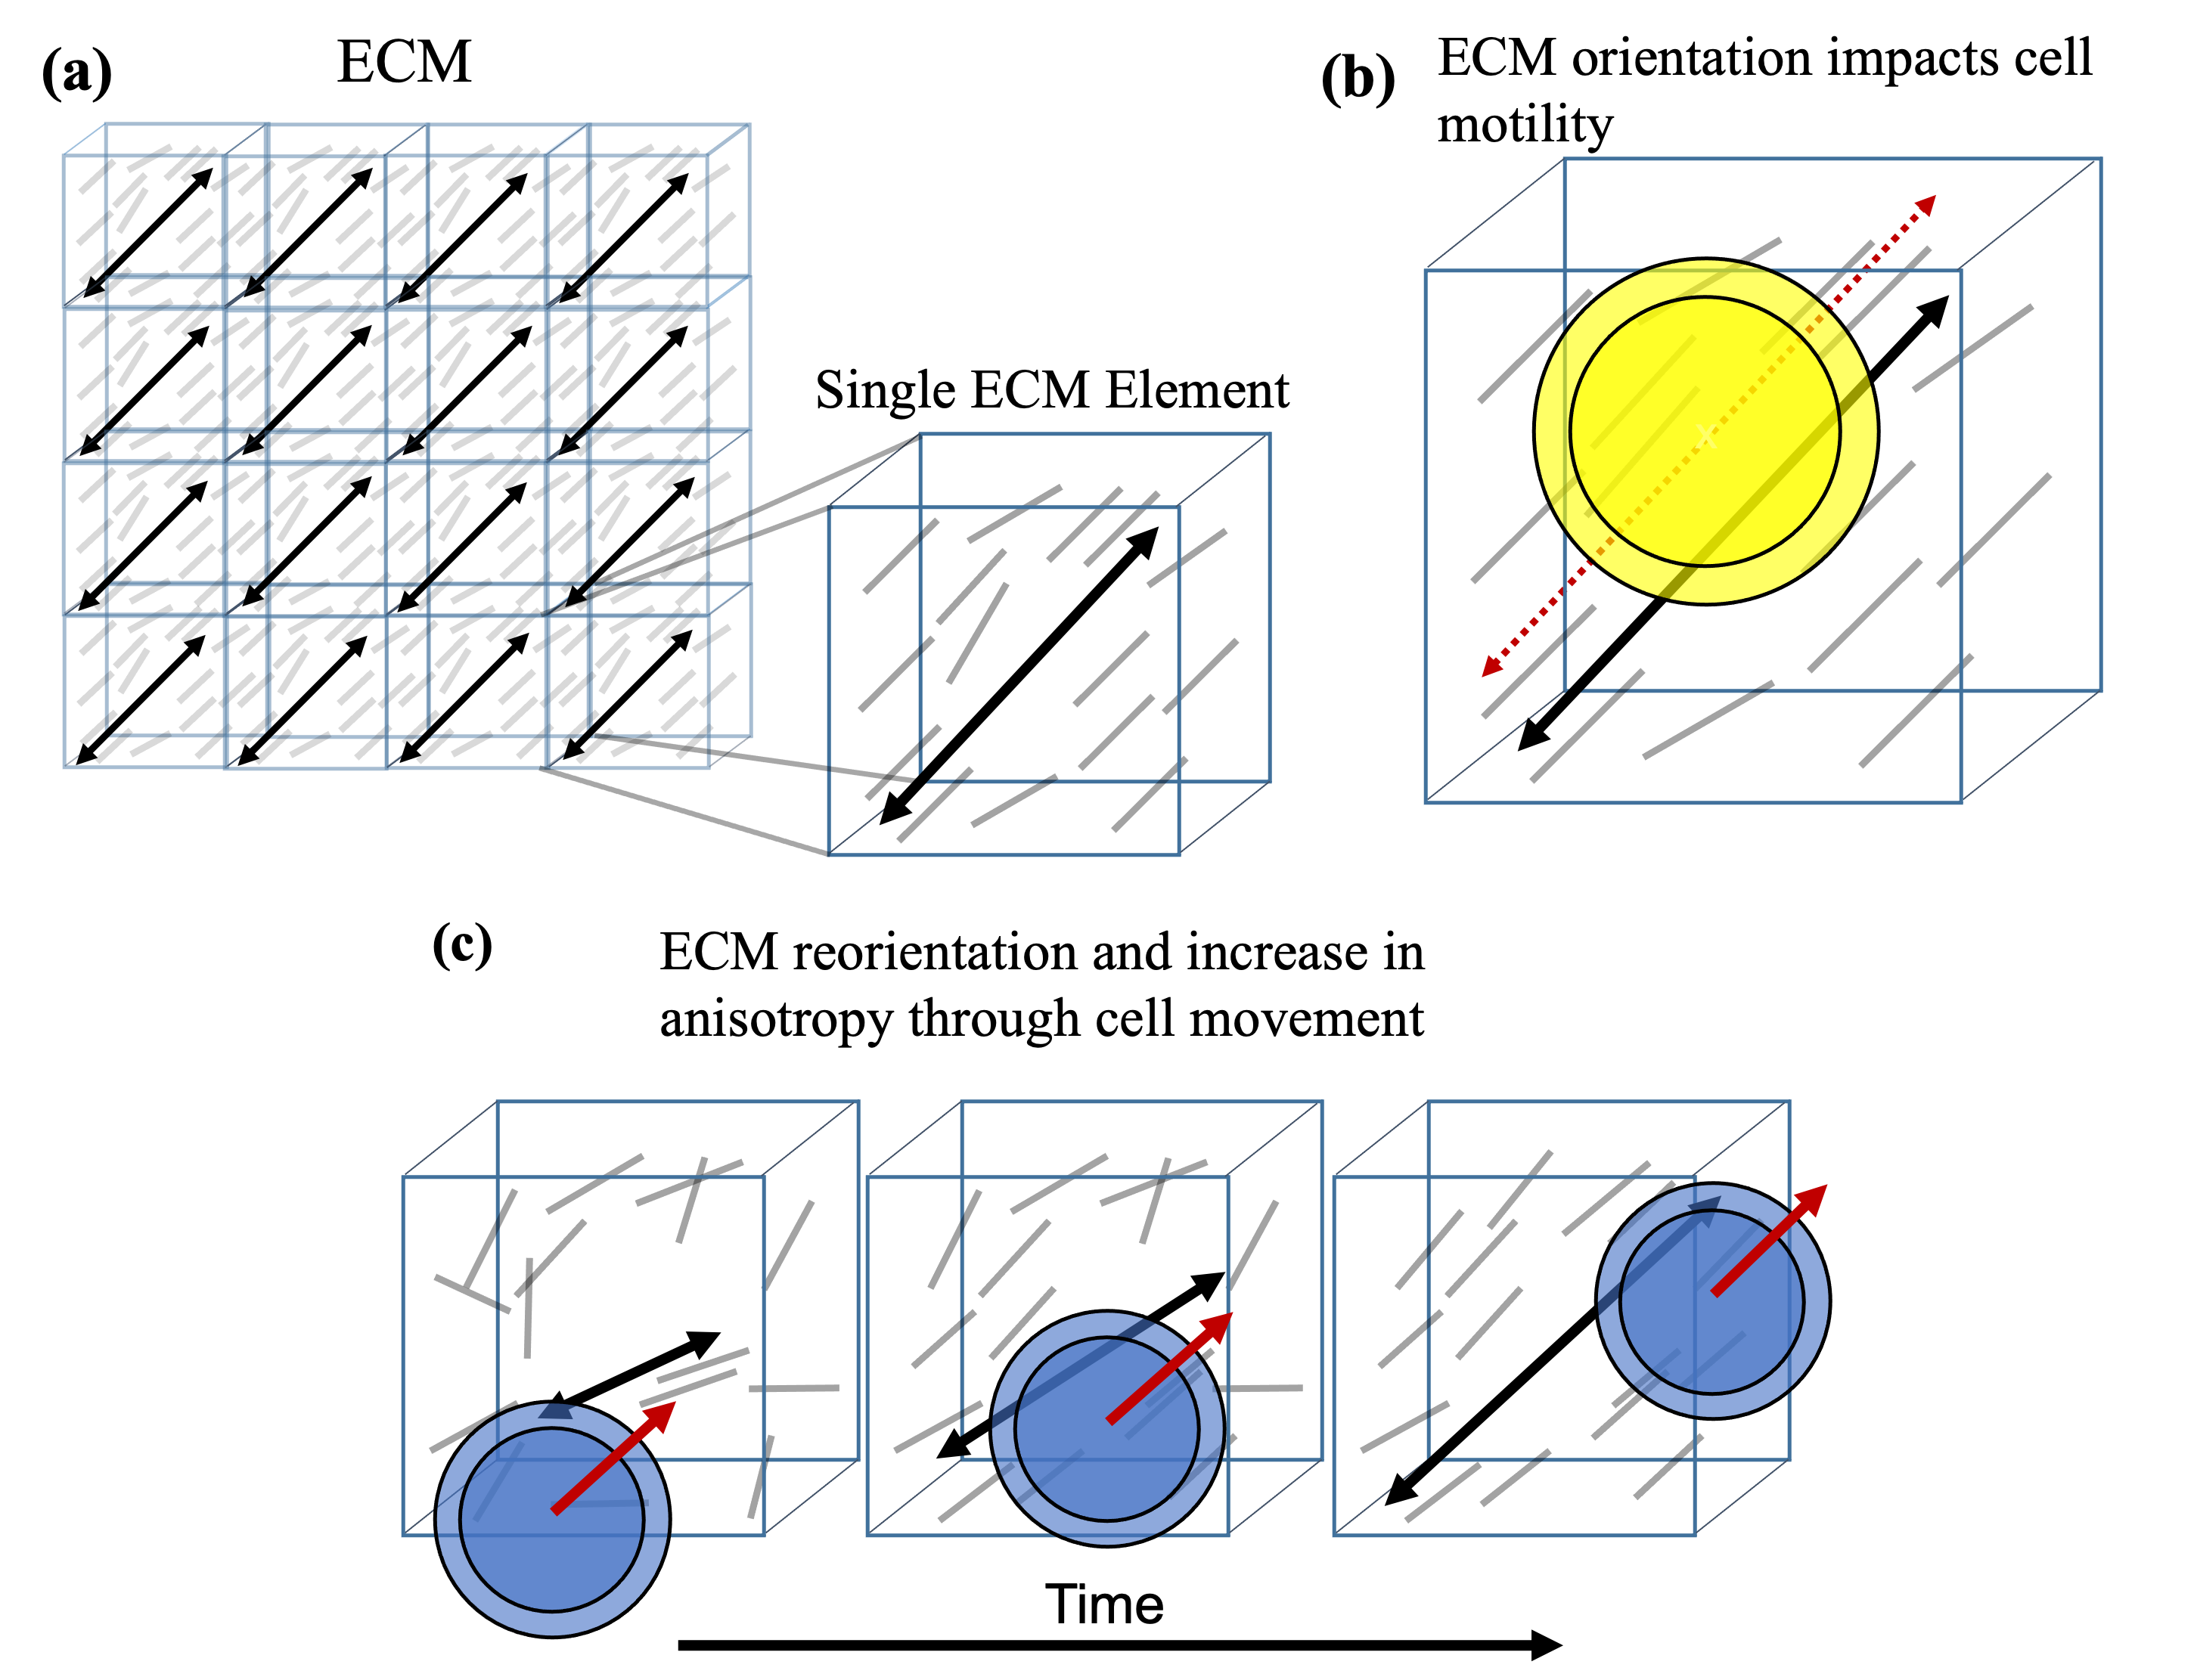 (a)
ECM
(b)
ECM orientation impacts cell
motility
Single ECM Element
x
(c)
ECM reorientation and increase in
anisotropy through cell movement
Time